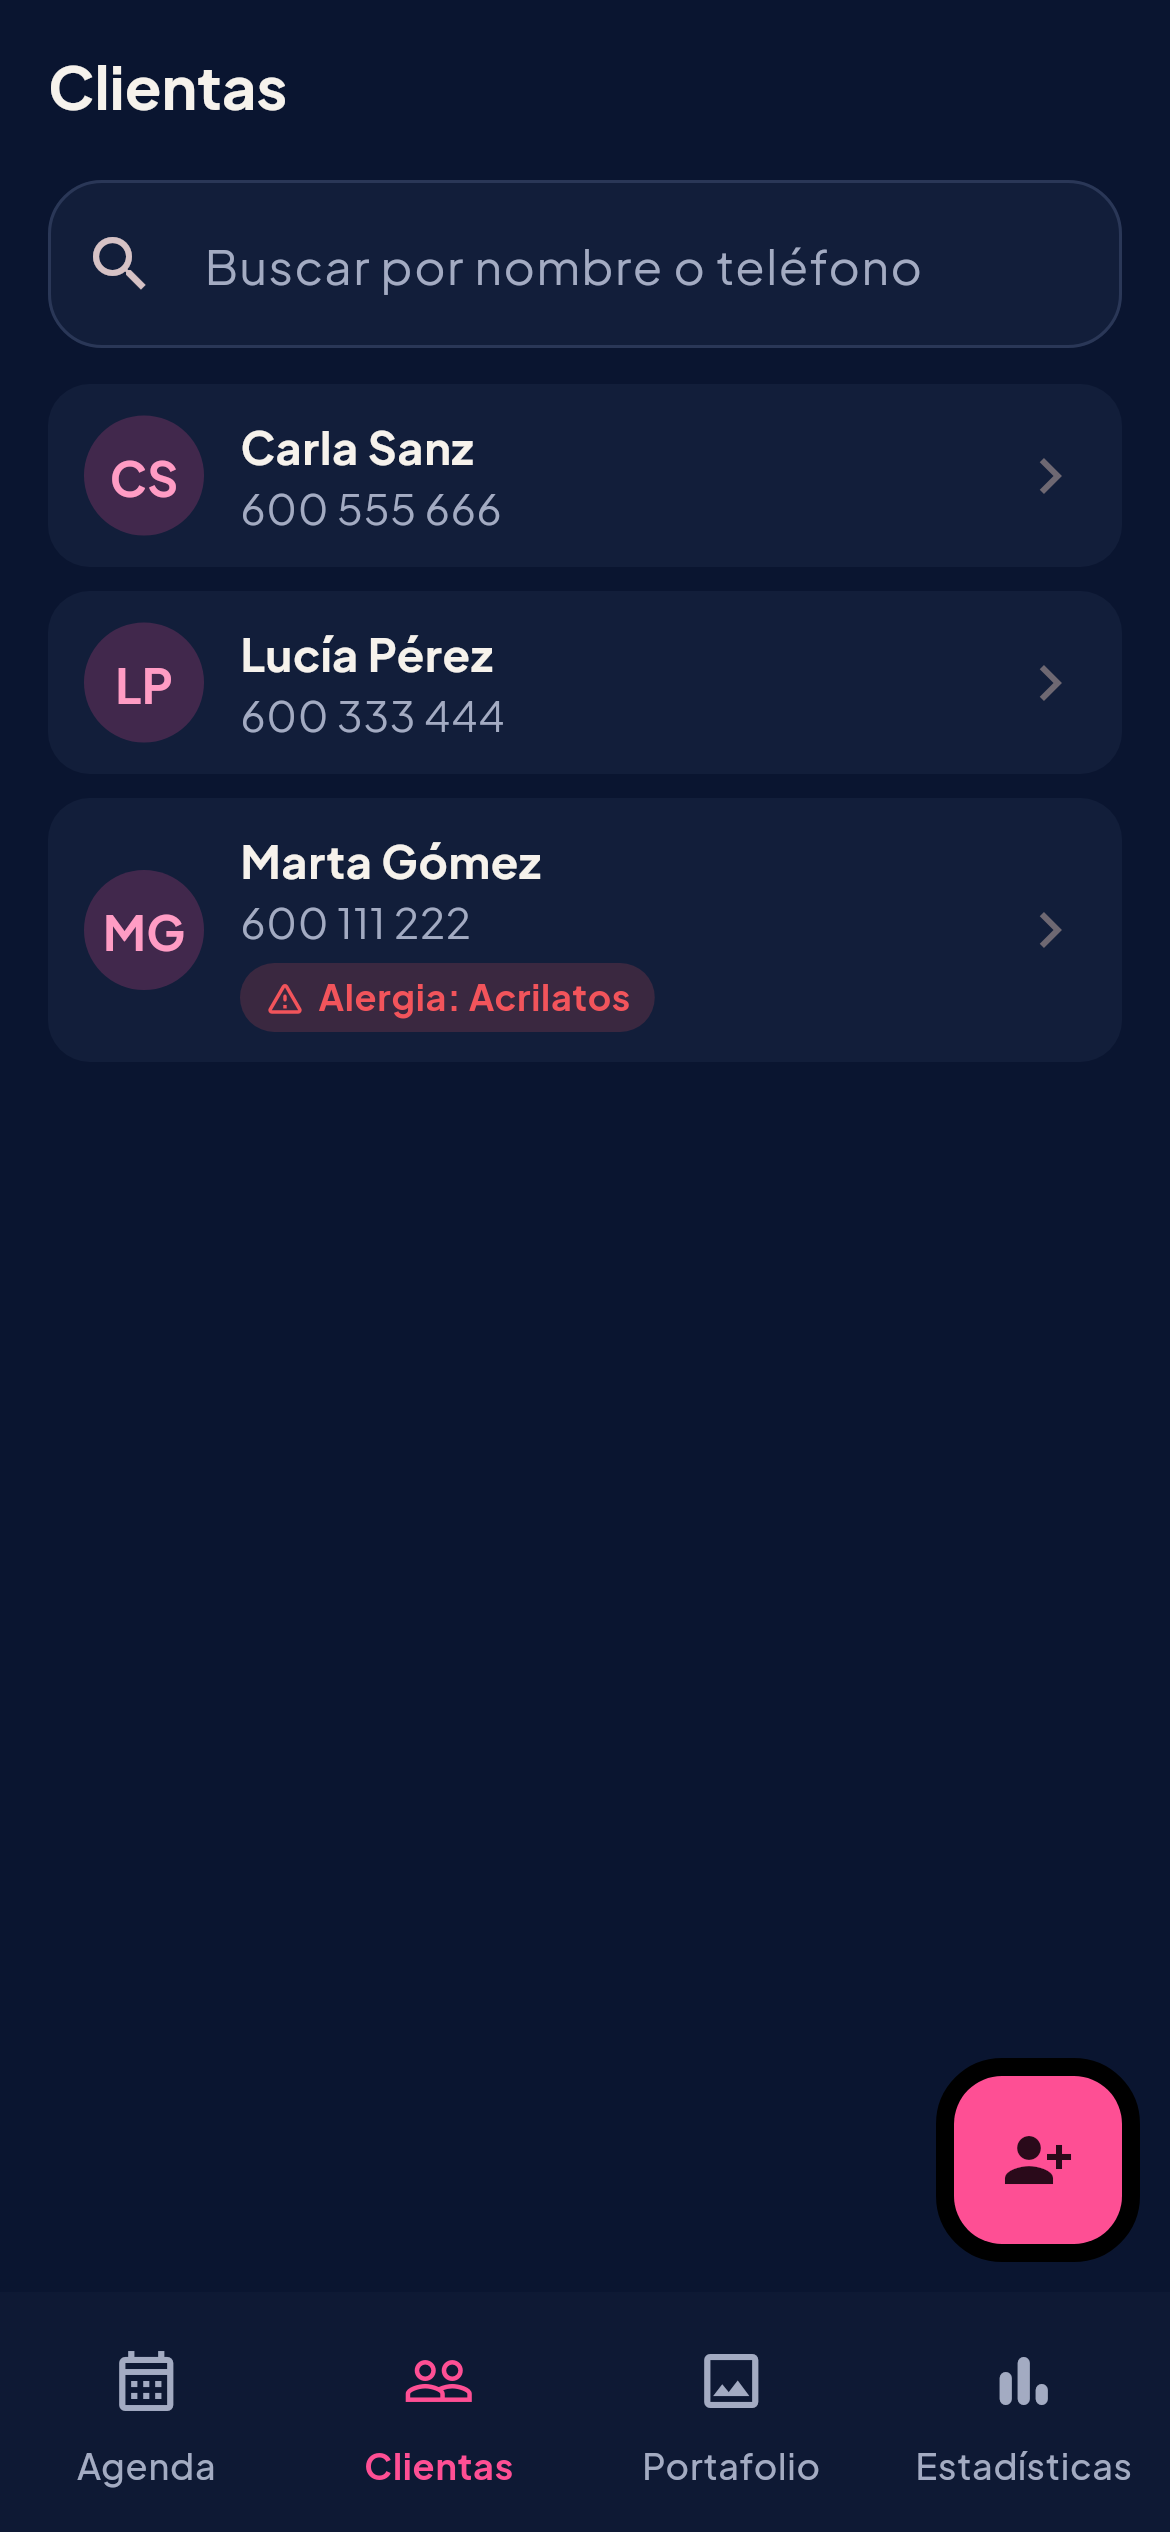 Clientas
Buscar por nombre o teléfono
CS
Carla Sanz
600 555 666
LP
Lucía Pérez
600 333 444
MG
Marta Gómez
600 111 222
Alergia: Acrilatos
Agenda
Clientas
Portafolio
Estadísticas